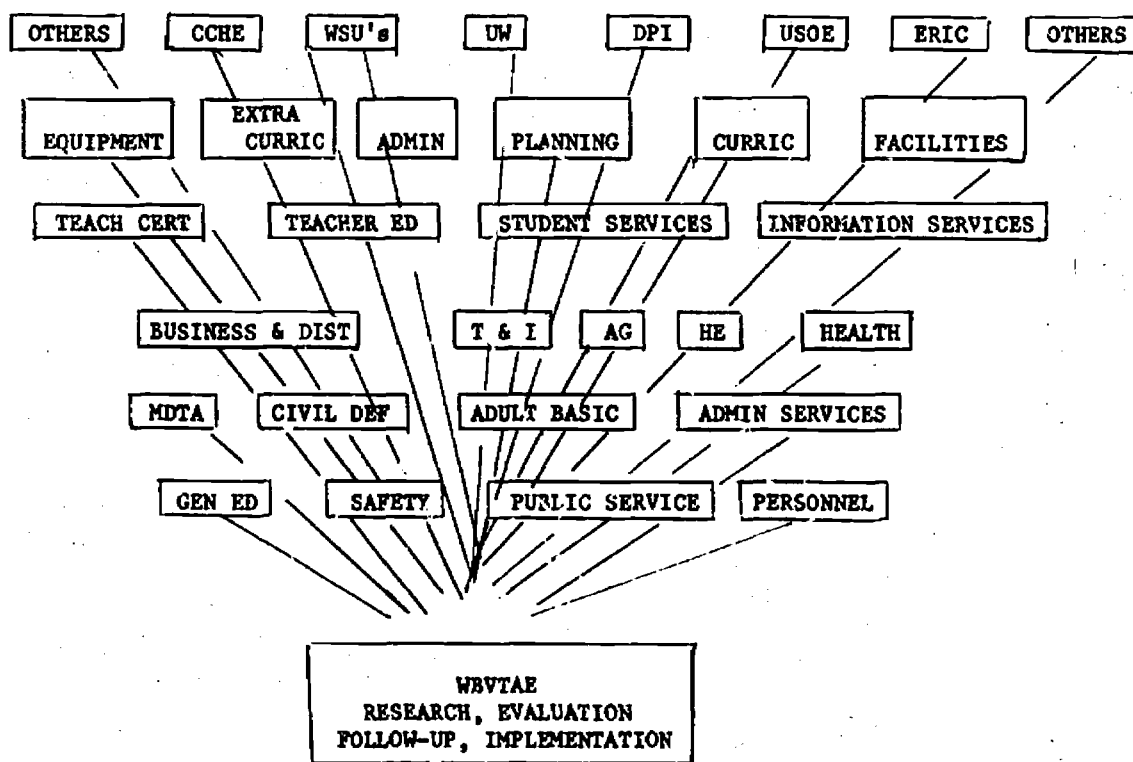 OTHERS CCHE WSU's UW DPI USOE ERIC OTHERS
EXTRA
EQUIPMENT CURRIC ADMIN PLANNING CURRIC FACILITIES
TEACH CERT TEACHER ED STUDENT SERVICES INFORMATION SERVICES
BUSINESS & DIST T & I AG HE HEALTH
MDTA CIVIL DEF ADULT BASIC ADMIN SERVICES
GEN ED SAFETY PUBLIC SERVICE PERSONNEL
WBVTAE
RESEARCH, EVALUATION
FOLLOW-UP, IMPLEMENTATION